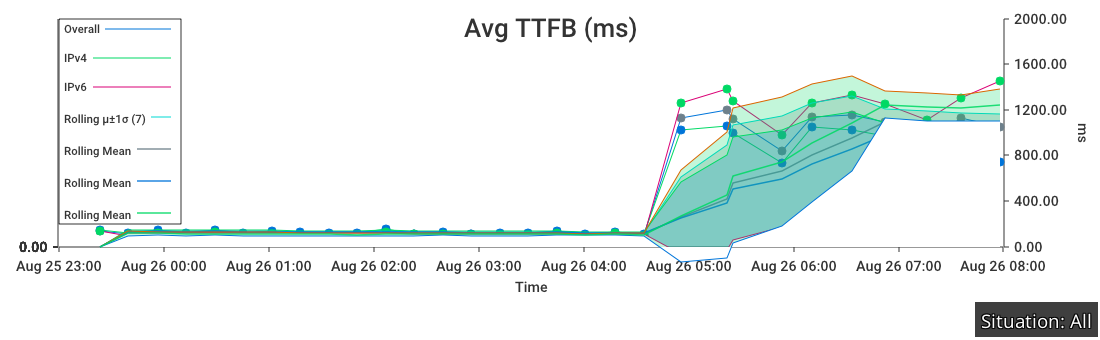 Avg TTFB (ms)
Overall
IPv4
IPv6
Rolling μ±1σ (7)
Rolling Mean
Rolling Mean
Rolling Mean
2000.00
1600.00
1200.00
800.00
400.00
0.00
ms
0.00
Aug 25 23:00 Aug 26 00:00 Aug 26 01:00 Aug 26 02:00 Aug 26 03:00 Aug 26 04:00 Aug 26 05:00 Aug 26 06:00 Aug 26 07:00 Aug 26 08:00
Time
Situation: All